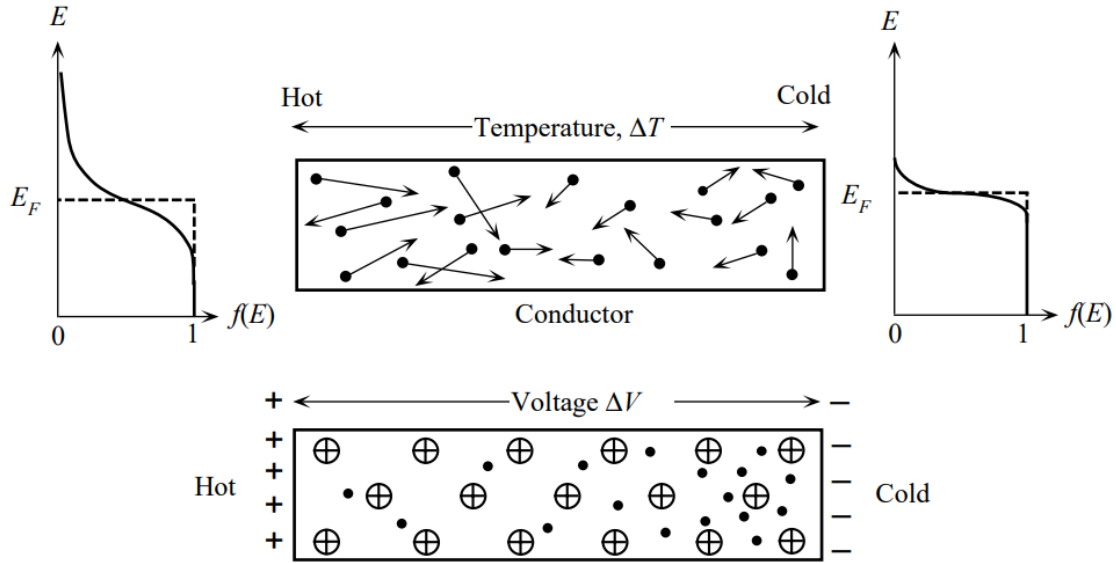 E
E
Hot
Cold
Temperature, ΔT
E_F
E_F
0
1
f(E)
Conductor
0
1
f(E)
+
Voltage ΔV
−
+
−
+
−
Hot
Cold
+
−
+
−
+
−